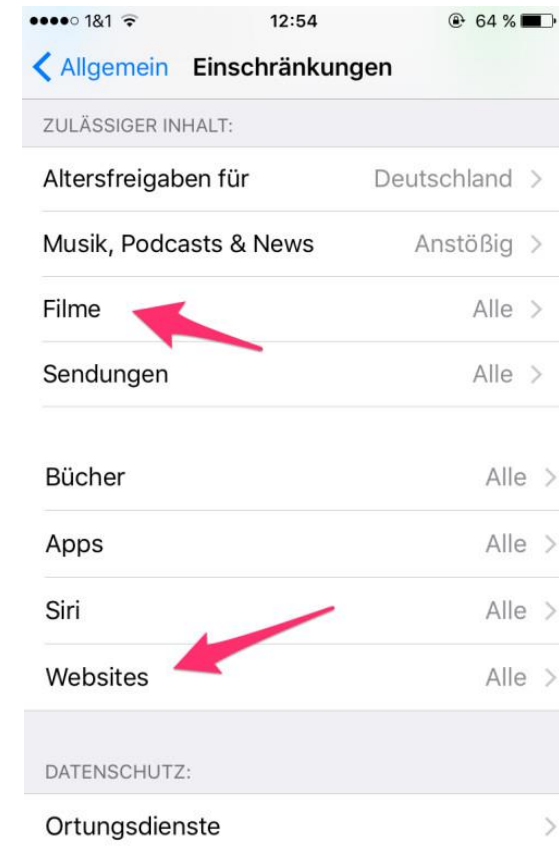 1&1 12:54 64 %
Allgemein Einschränkungen
ZULÄSSIGER INHALT:
Altersfreigaben für Deutschland
Musik, Podcasts & News Anstößig
Filme Alle
Sendungen Alle
Bücher Alle
Apps Alle
Siri Alle
Websites Alle
DATENSCHUTZ:
Ortungsdienste